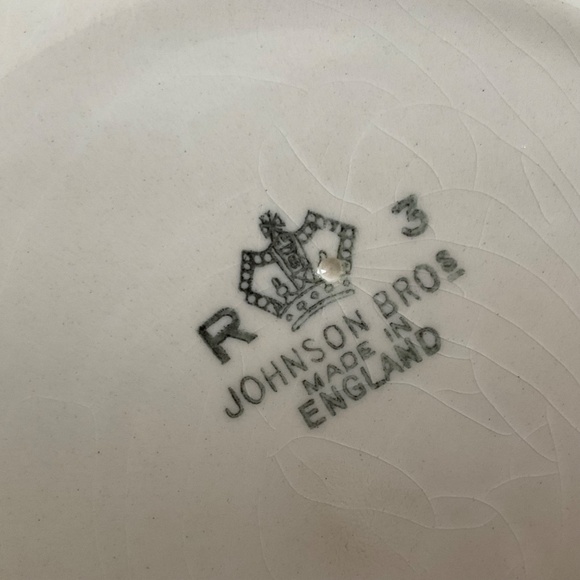 3
R
JOHNSON BROS
MADE IN
ENGLAND